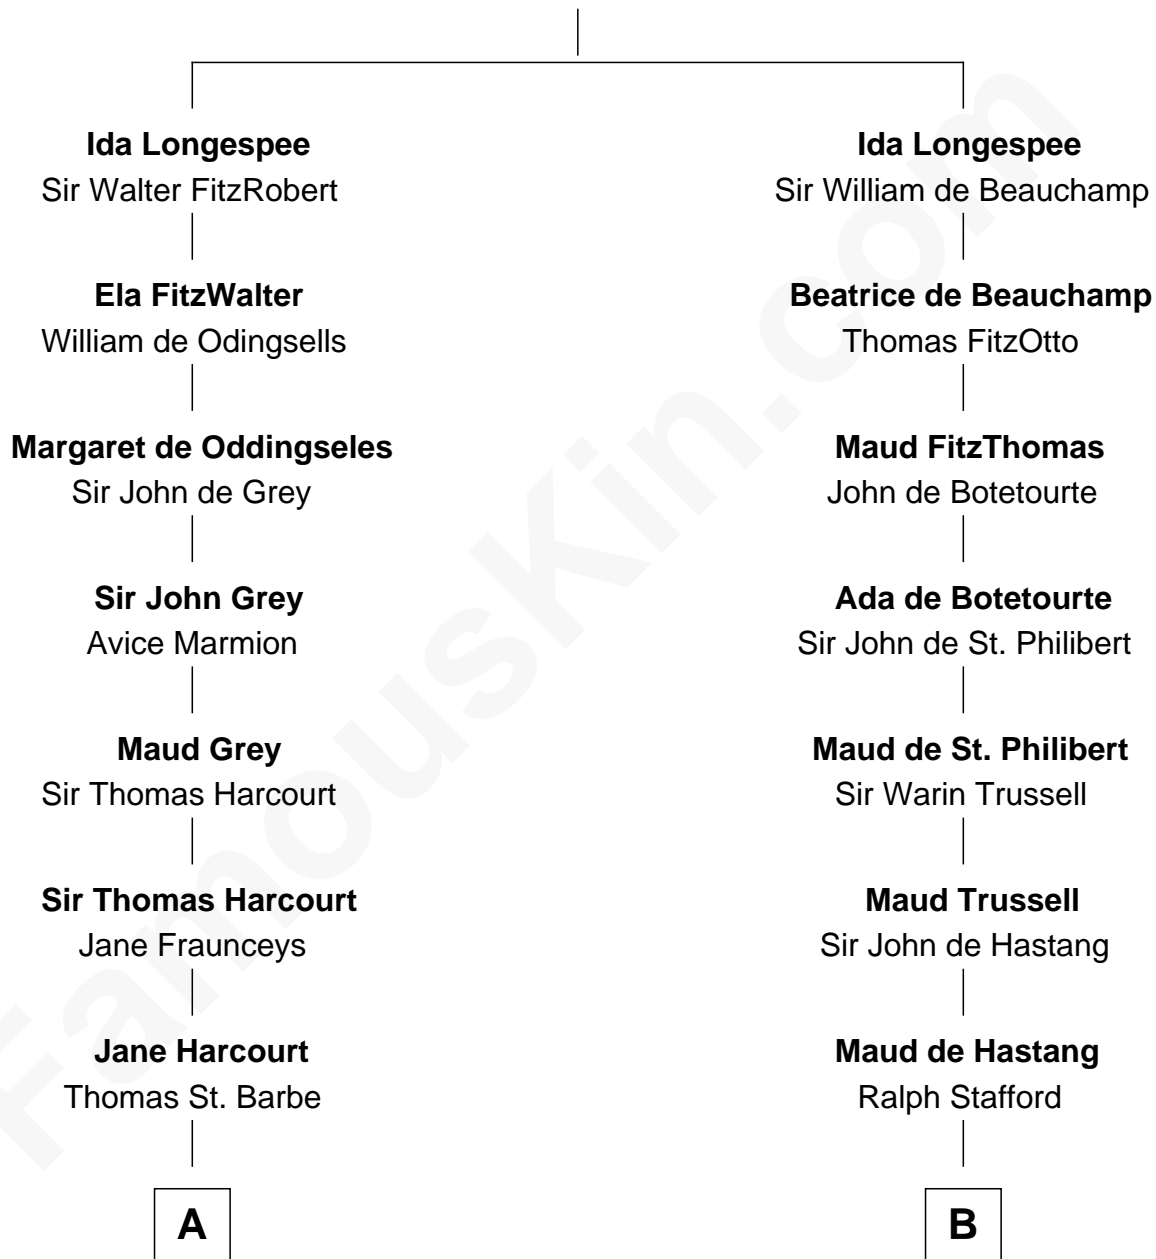 Ida Longespee
Sir Walter FitzRobert
Ela FitzWalter
William de Odingsells
Margaret de Oddingseles
Sir John de Grey
Sir John Grey
Avice Marmion
Maud Grey
Sir Thomas Harcourt
Sir Thomas Harcourt
Jane Fraunceys
Jane Harcourt
Thomas St. Barbe
A
Ida Longespee
Sir William de Beauchamp
Beatrice de Beauchamp
Thomas FitzOtto
Maud FitzThomas
John de Botetourte
Ada de Botetourte
Sir John de St. Philibert
Maud de St. Philibert
Sir Warin Trussell
Maud Trussell
Sir John de Hastang
Maud de Hastang
Ralph Stafford
B
FamousKin.com